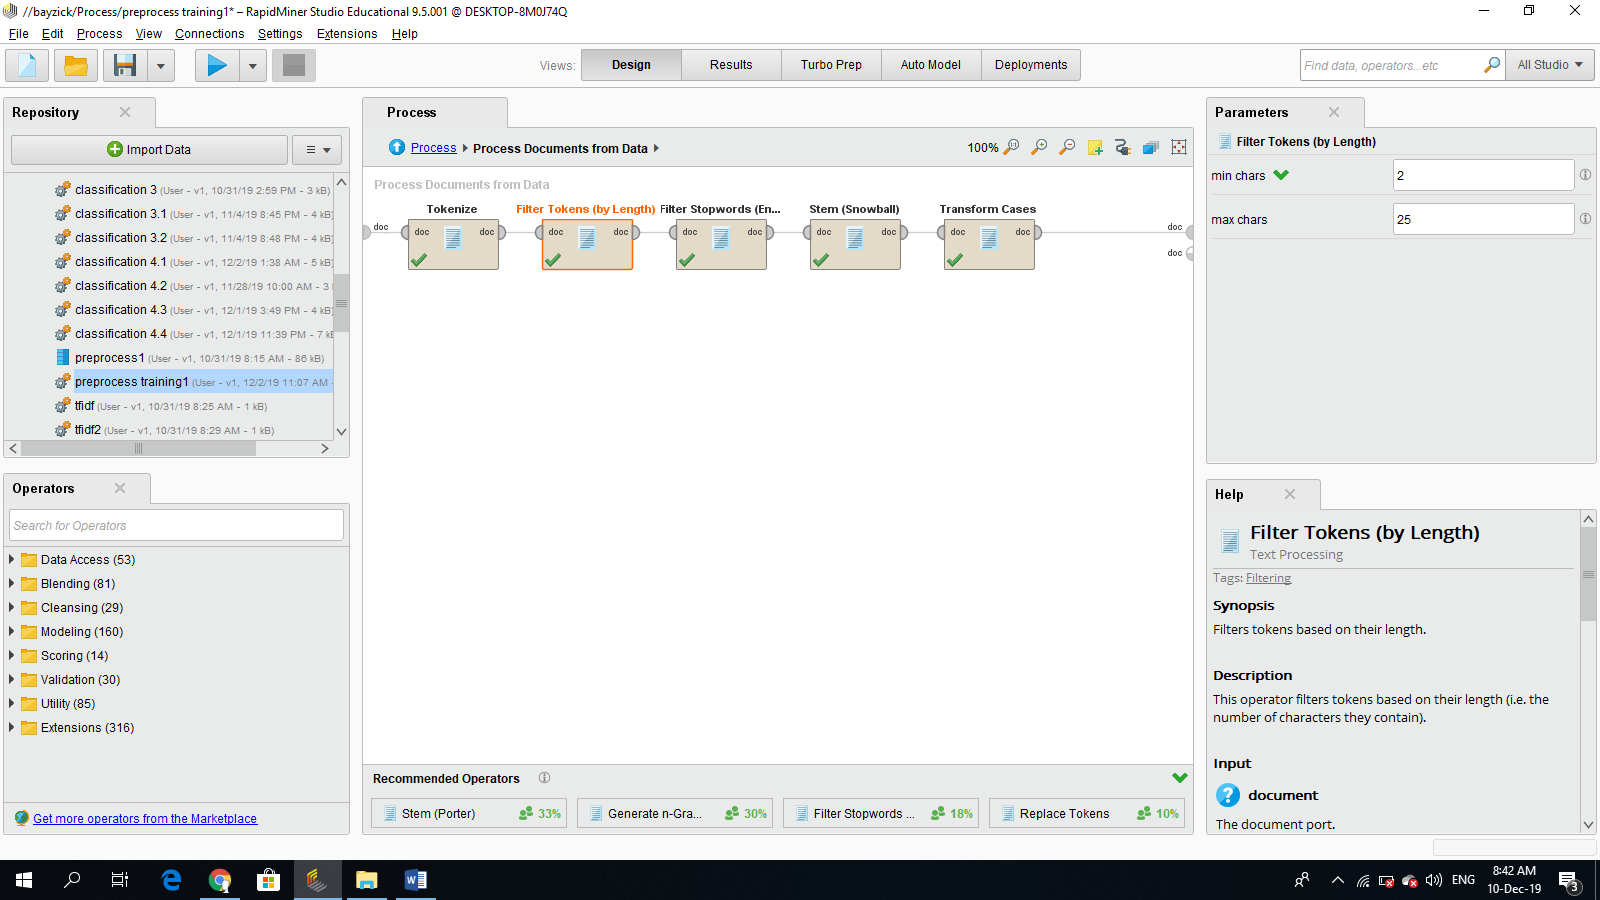 //bayzick/Process/preprocess training1* – RapidMiner Studio Educational 9.5.001 @ DESKTOP-8M0J74Q
File Edit Process View Connections Settings Extensions Help
Views: Design Results Turbo Prep Auto Model Deployments
Find data, operators...etc All Studio
Repository
Import Data
classification 3 (User - v1, 10/31/19 2:59 PM - 3 kB)
classification 3.1 (User - v1, 11/4/19 8:45 PM - 4 kB)
classification 3.2 (User - v1, 11/4/19 8:48 PM - 4 kB)
classification 4.1 (User - v1, 12/2/19 1:38 AM - 5 kB)
classification 4.2 (User - v1, 11/28/19 10:00 AM - 3
classification 4.3 (User - v1, 12/1/19 3:49 PM - 4 kB)
classification 4.4 (User - v1, 12/1/19 11:39 PM - 7 kB
preprocess1 (User - v1, 10/31/19 8:15 AM - 86 kB)
preprocess training1 (User - v1, 12/2/19 11:07 AM -
tfidf (User - v1, 10/31/19 8:25 AM - 1 kB)
tfidf2 (User - v1, 10/31/19 8:29 AM - 1 kB)
Operators
Search for Operators
Data Access (53)
Blending (81)
Cleansing (29)
Modeling (160)
Scoring (14)
Validation (30)
Utility (85)
Extensions (316)
Get more operators from the Marketplace
Process
Process Process Documents from Data
100%
Process Documents from Data
Tokenize Filter Tokens (by Length) Filter Stopwords (En... Stem (Snowball) Transform Cases
doc doc doc doc doc doc doc doc doc doc doc doc
doc
Recommended Operators
Stem (Porter) 33% Generate n-Gra... 30% Filter Stopwords ... 18% Replace Tokens 10%
Parameters
Filter Tokens (by Length)
min chars 2
max chars 25
Help
Filter Tokens (by Length)
Text Processing
Tags: Filtering
Synopsis
Filters tokens based on their length.
Description
This operator filters tokens based on their length (i.e. the
number of characters they contain).
Input
document
The document port.
ENG
8:42 AM
10-Dec-19
3